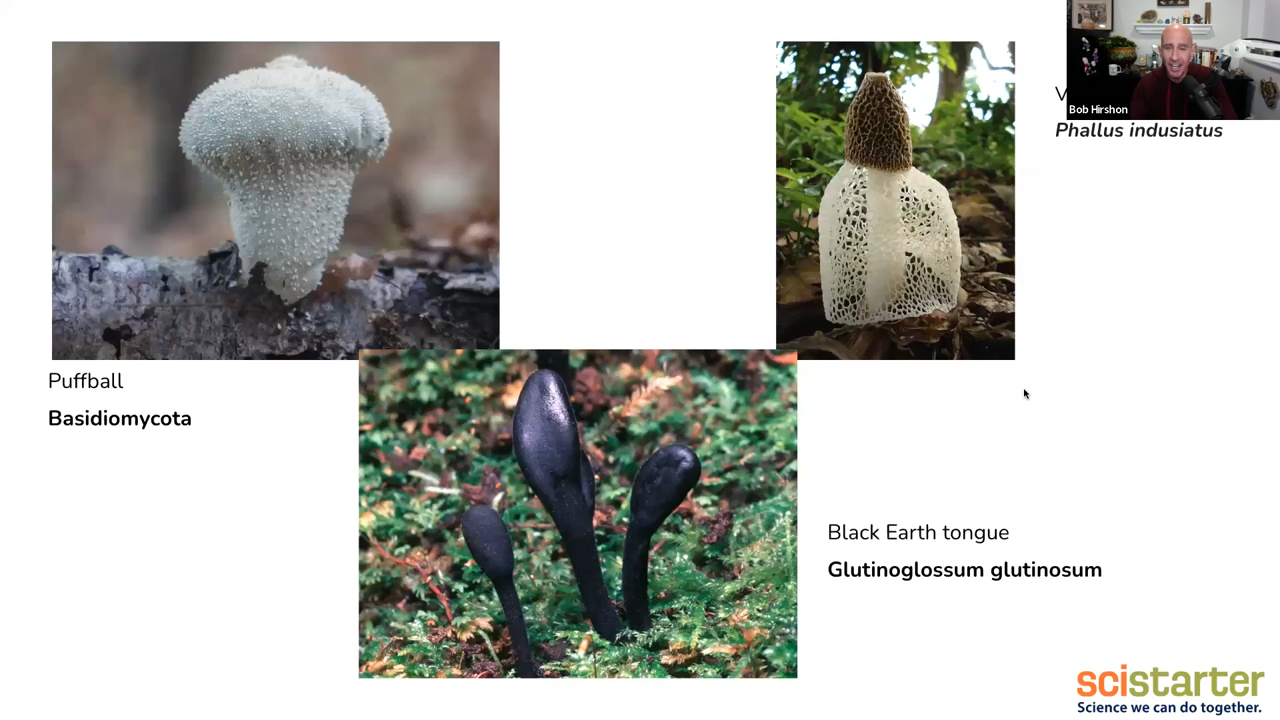 Bob Hirshon
V
Phallus indusiatus
Puffball
Basidiomycota
Black Earth tongue
Glutinoglossum glutinosum
scistarter
Science we can do together.